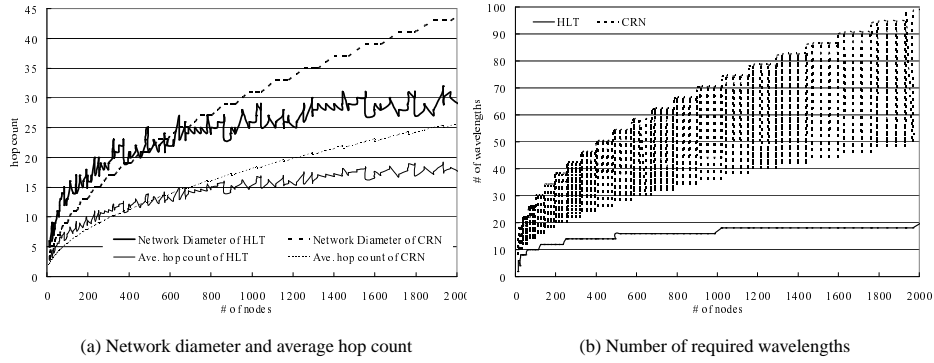 45
40
35
30
25
20
15
10
5
0
hop count
Network Diameter of HLT
Network Diameter of CRN
Ave. hop count of HLT
Ave. hop count of CRN
0 200 400 600 800 1000 1200 1400 1600 1800 2000
# of nodes
(a) Network diameter and average hop count
100
90
80
70
60
50
40
30
20
10
0
# of wavelengths
HLT CRN
0 200 400 600 800 1000 1200 1400 1600 1800 2000
# of nodes
(b) Number of required wavelengths